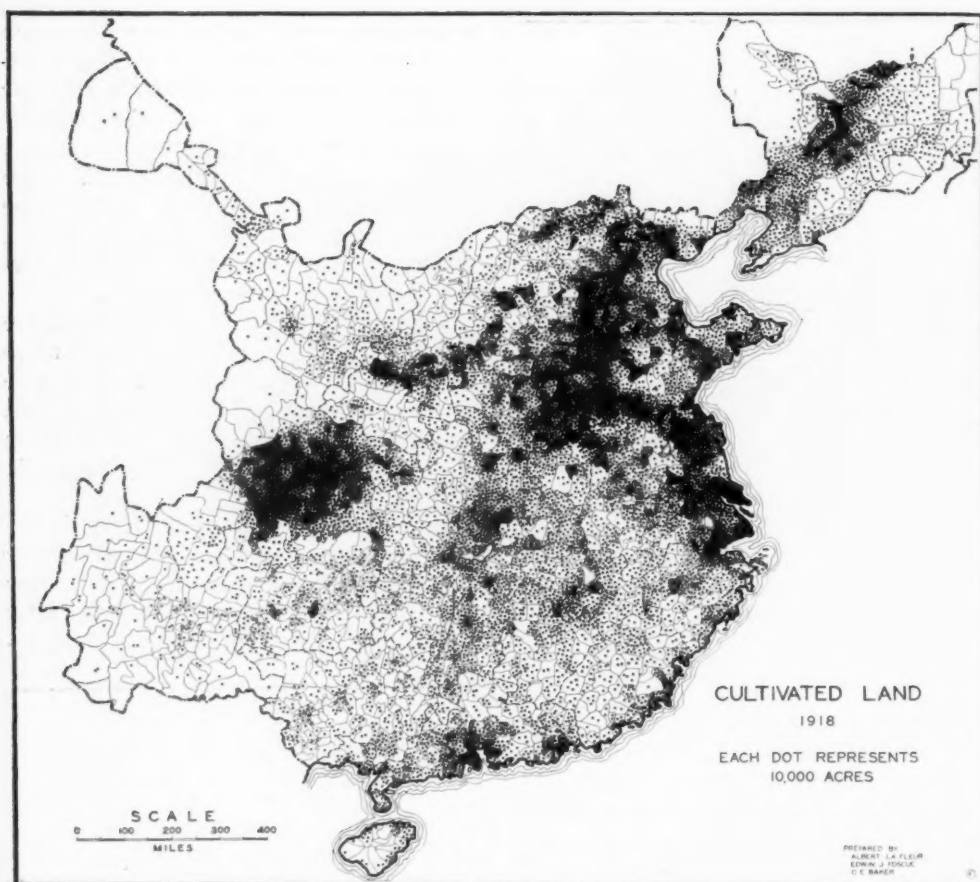 CULTIVATED LAND
1918
EACH DOT REPRESENTS
10,000 ACRES
SCALE
0 100 200 300 400
MILES
PREPARED BY
ALBERT LA FLEUR
EDWIN J. FOSCUE
O E BAKER